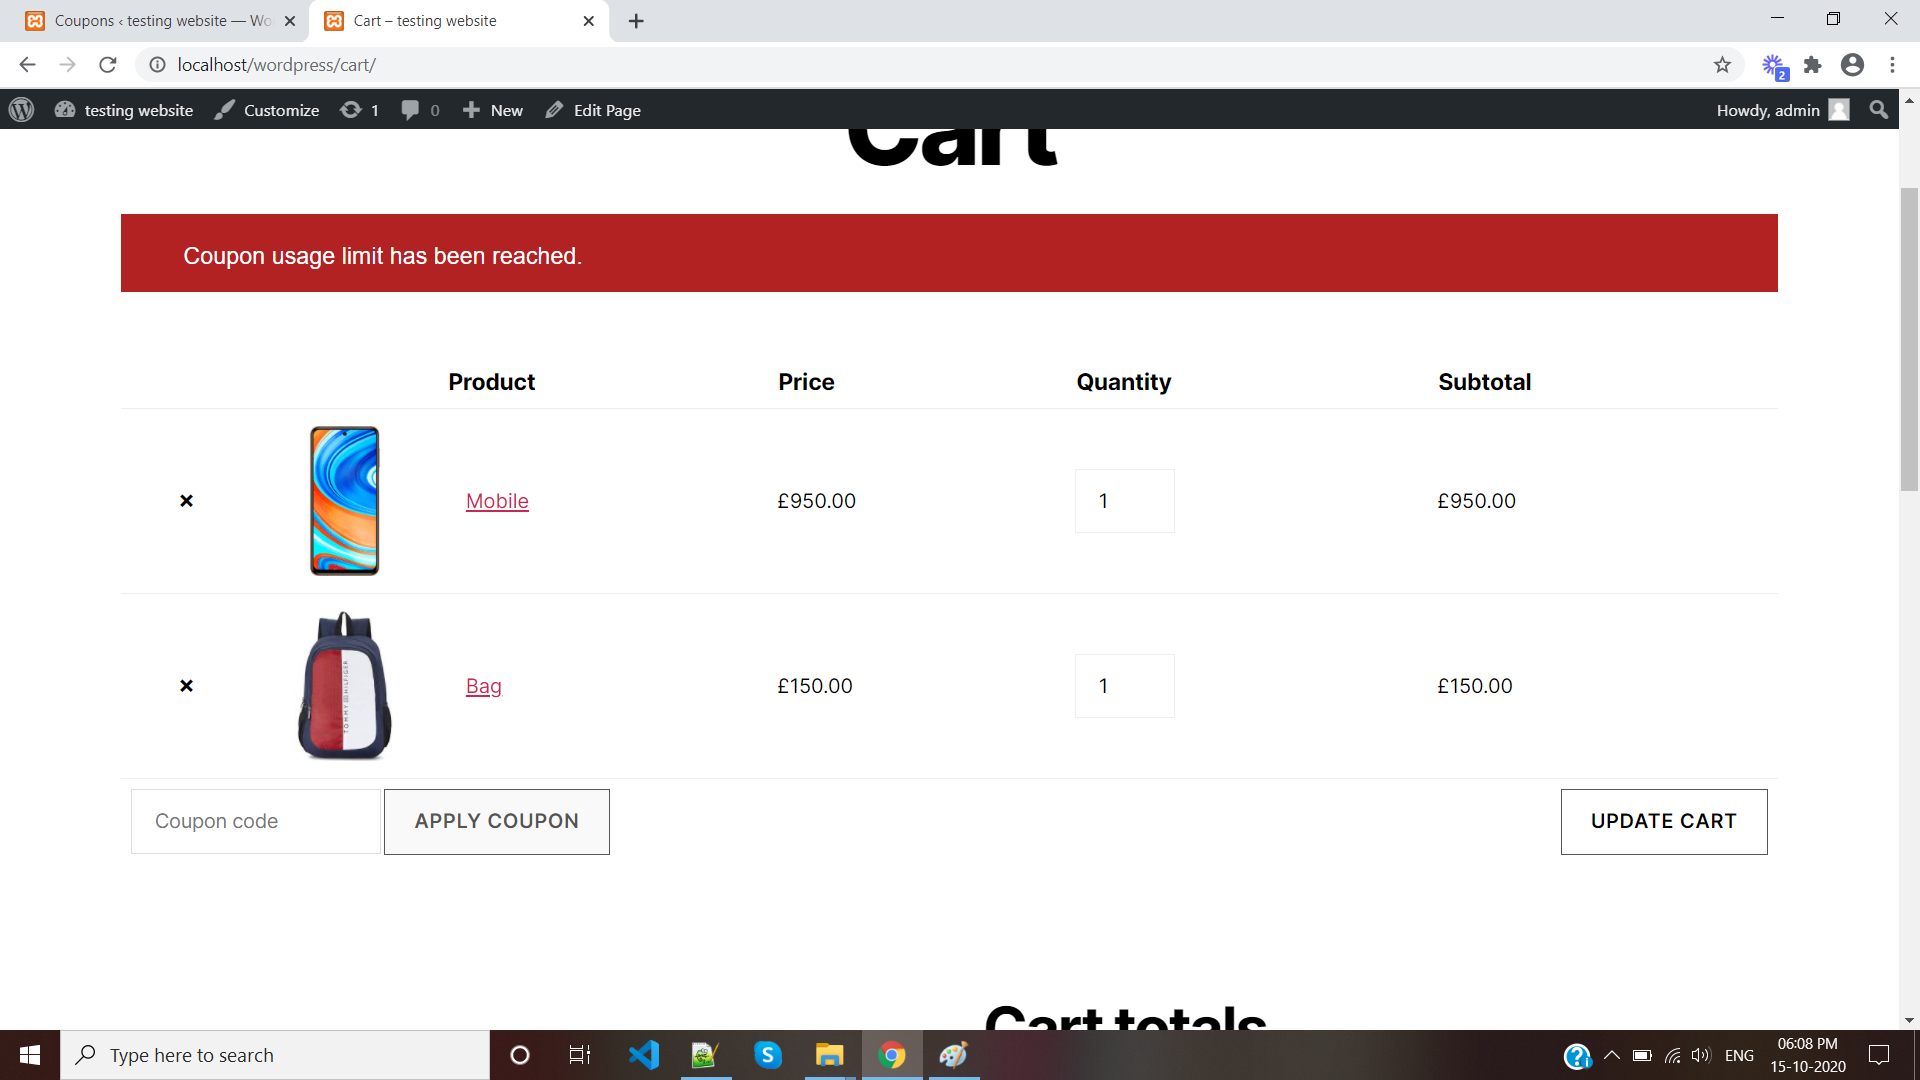 Coupons ‹ testing website — Wo
Cart – testing website
localhost/wordpress/cart/
2
testing website
Customize
1
0
New
Edit Page
Howdy, admin
Cart
Coupon usage limit has been reached.
Product Price Quantity Subtotal
Mobile £950.00 1 £950.00
TOMMY HILFIGER
Bag £150.00 1 £150.00
Coupon code APPLY COUPON UPDATE CART
Cart totals
Type here to search
ENG
06:08 PM
15-10-2020